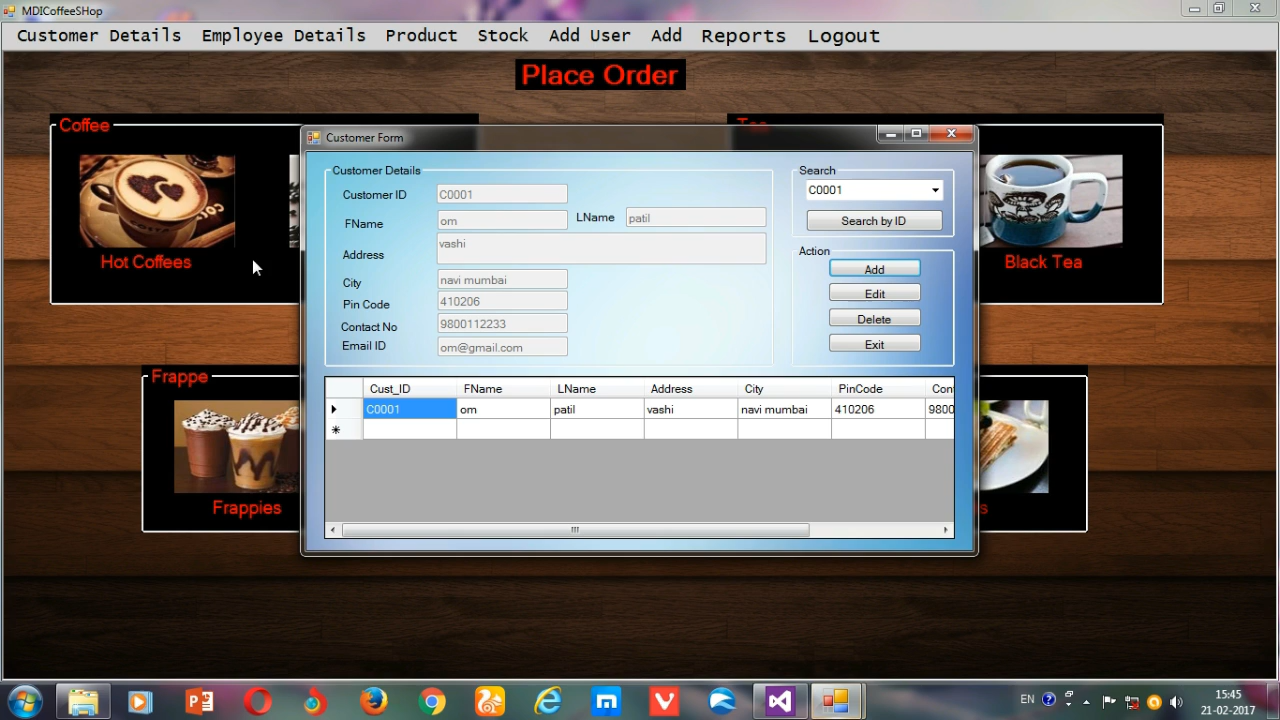 MDICoffeeSHop
Customer Details Employee Details Product Stock Add User Add Reports Logout
Place Order
Coffee
Hot Coffees
Tea
Black Tea
Frappe
Frappies
s
Customer Form
Customer Details
Customer ID C0001
FName om LName patil
Address vashi
City navi mumbai
Pin Code 410206
Contact No 9800112233
Email ID om@gmail.com
Search
C0001
Search by ID
Action
Add
Edit
Delete
Exit
Cust_ID FName LName Address City PinCode Cont
C0001 om patil vashi navi mumbai 410206 9800
EN 15:45
21-02-2017